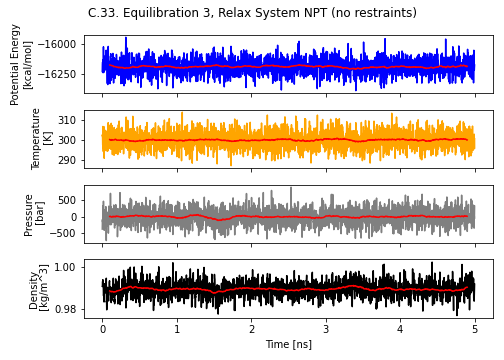 C.33. Equilibration 3, Relax System NPT (no restraints)
Potential Energy
[kcal/mol]
−16000
−16250
Temperature
[K]
310
300
290
Pressure
[bar]
500
0
−500
Density
[kg/m^3]
1.00
0.98
0
1
2
3
4
5
Time [ns]